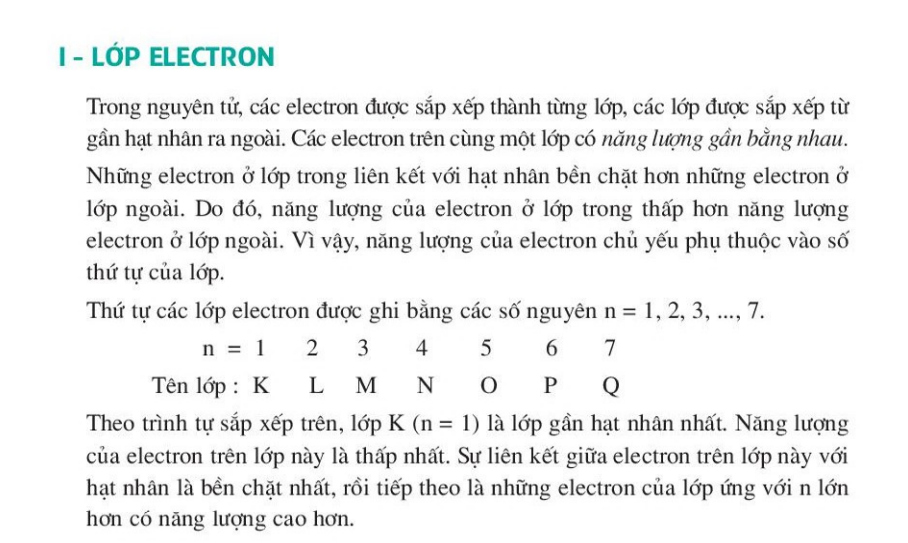 I - LỚP ELECTRON
Trong nguyên tử, các electron được sắp xếp thành từng lớp, các lớp được sắp xếp từ
gần hạt nhân ra ngoài. Các electron trên cùng một lớp có năng lượng gần bằng nhau.
Những electron ở lớp trong liên kết với hạt nhân bền chặt hơn những electron ở
lớp ngoài. Do đó, năng lượng của electron ở lớp trong thấp hơn năng lượng
electron ở lớp ngoài. Vì vậy, năng lượng của electron chủ yếu phụ thuộc vào số
thứ tự của lớp.
Thứ tự các lớp electron được ghi bằng các số nguyên n = 1, 2, 3, ..., 7.
n = 1 2 3 4 5 6 7
Tên lớp : K L M N O P Q
Theo trình tự sắp xếp trên, lớp K (n = 1) là lớp gần hạt nhân nhất. Năng lượng
của electron trên lớp này là thấp nhất. Sự liên kết giữa electron trên lớp này với
hạt nhân là bền chặt nhất, rồi tiếp theo là những electron của lớp ứng với n lớn
hơn có năng lượng cao hơn.